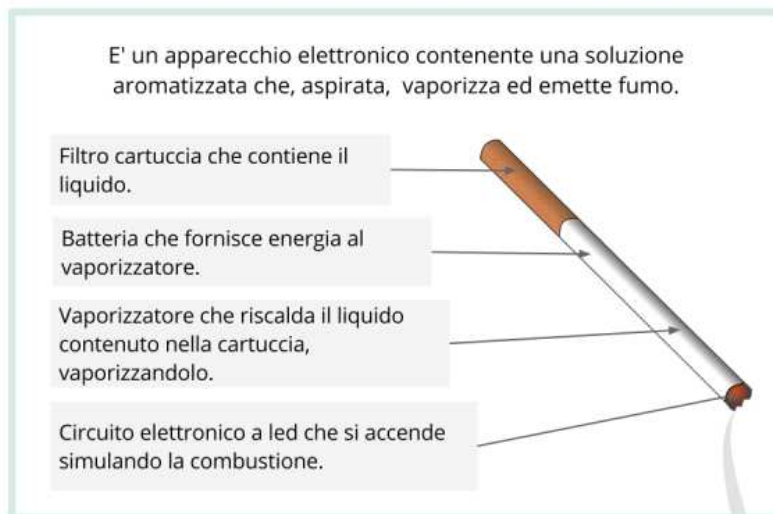 E' un apparecchio elettronico contenente una soluzione
aromatizzata che, aspirata, vaporizza ed emette fumo.
Filtro cartuccia che contiene il
liquido.
Batteria che fornisce energia al
vaporizzatore.
Vaporizzatore che riscalda il liquido
contenuto nella cartuccia,
vaporizzandolo.
Circuito elettronico a led che si accende
simulando la combustione.